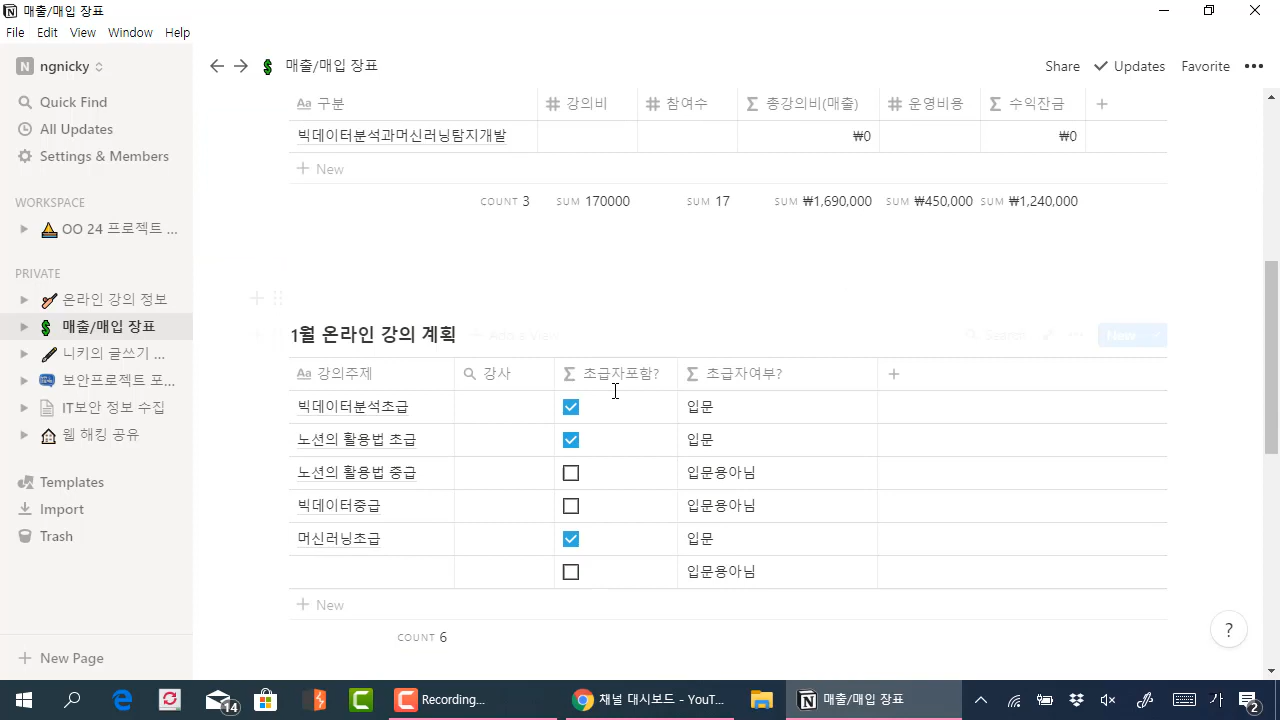 매출/매입 장표
File Edit View Window Help
N ngnicky
매출/매입 장표
Share Updates Favorite
Quick Find
All Updates
Settings & Members
WORKSPACE
OO 24 프로젝트 ...
PRIVATE
온라인 강의 정보
매출/매입 장표
니키의 글쓰기 ...
보안프로젝트 포...
IT보안 정보 수집
웹 해킹 공유
Templates
Import
Trash
New Page
Aa 구분 # 강의비 # 참여수 Σ 총강의비(매출) # 운영비용 Σ 수익잔금
빅데이터분석과머신러닝탐지개발 ₩0 ₩0
New
COUNT 3 SUM 170000 SUM 17 SUM ₩1,690,000 SUM ₩450,000 SUM ₩1,240,000
1월 온라인 강의 계획 Add a View Search New
Aa 강의주제 강사 Σ 초급자포함? Σ 초급자여부?
빅데이터분석초급 입문
노션의 활용법 초급 입문
노션의 활용법 중급 입문용아님
빅데이터중급 입문용아님
머신러닝초급 입문
입문용아님
New
COUNT 6
?
14 Recording... 채널 대시보드 - YouT... 매출/매입 장표 가 2